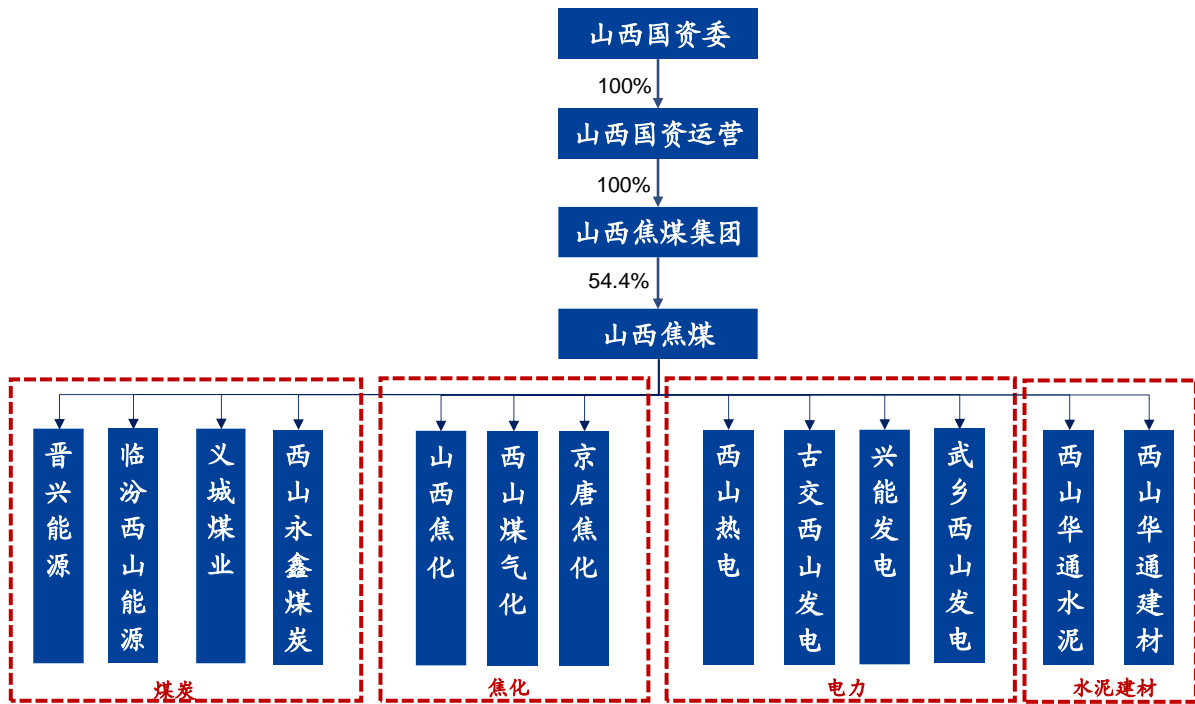 山西国资委
100%
山西国资运营
100%
山西焦煤集团
54.4%
山西焦煤
晋兴能源
临汾西山能源
义城煤业
西山永鑫煤炭
山西焦化
西山煤气化
京唐焦化
西山热电
古交西山发电
兴能发电
武乡西山发电
西山华通水泥
西山华通建材
煤炭
焦化
电力
水泥建材